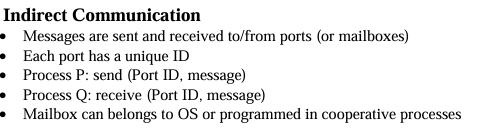 Indirect Communication
• Messages are sent and received to/from ports (or mailboxes)
• Each port has a unique ID
• Process P: send (Port ID, message)
• Process Q: receive (Port ID, message)
• Mailbox can belongs to OS or programmed in cooperative processes